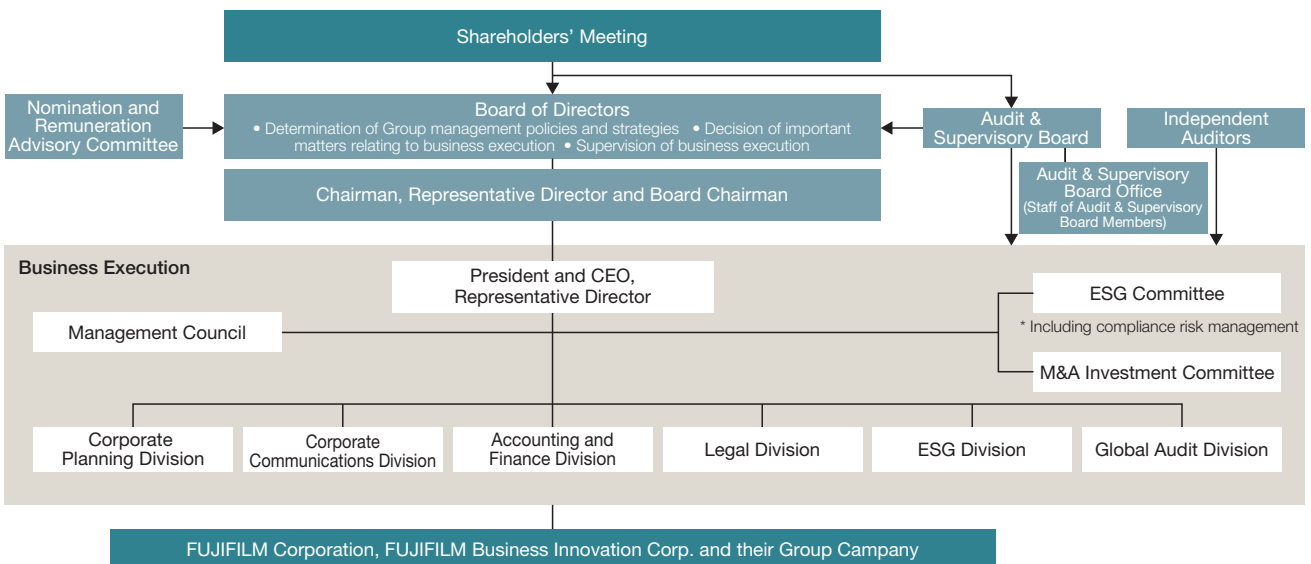 Shareholders' Meeting
Nomination and
Remuneration
Advisory Committee
Board of Directors
• Determination of Group management policies and strategies • Decision of important
matters relating to business execution • Supervision of business execution
Audit &
Supervisory Board
Independent
Auditors
Chairman, Representative Director and Board Chairman
Audit & Supervisory
Board Office
(Staff of Audit & Supervisory
Board Members)
Business Execution
President and CEO,
Representative Director
ESG Committee
* Including compliance risk management
Management Council
M&A Investment Committee
Corporate
Planning Division
Corporate
Communications Division
Accounting and
Finance Division
Legal Division
ESG Division
Global Audit Division
FUJIFILM Corporation, FUJIFILM Business Innovation Corp. and their Group Campany